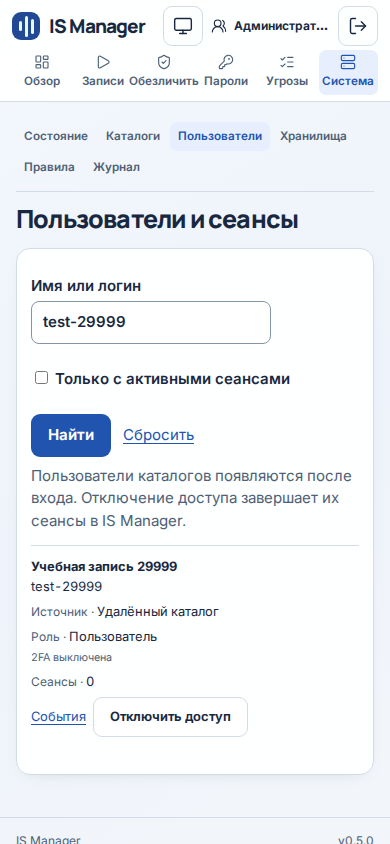 IS Manager
Администрат...
Обзор Записи Обезличить Пароли Угрозы Система
Состояние Каталоги Пользователи Хранилища
Правила Журнал
Пользователи и сеансы
Имя или логин
test-29999
Только с активными сеансами
Найти Сбросить
Пользователи каталогов появляются после
входа. Отключение доступа завершает их
сеансы в IS Manager.
Учебная запись 29999
test-29999
Источник · Удалённый каталог
Роль · Пользователь
2FA выключена
Сеансы · 0
События Отключить доступ
IS Manager v0.5.0